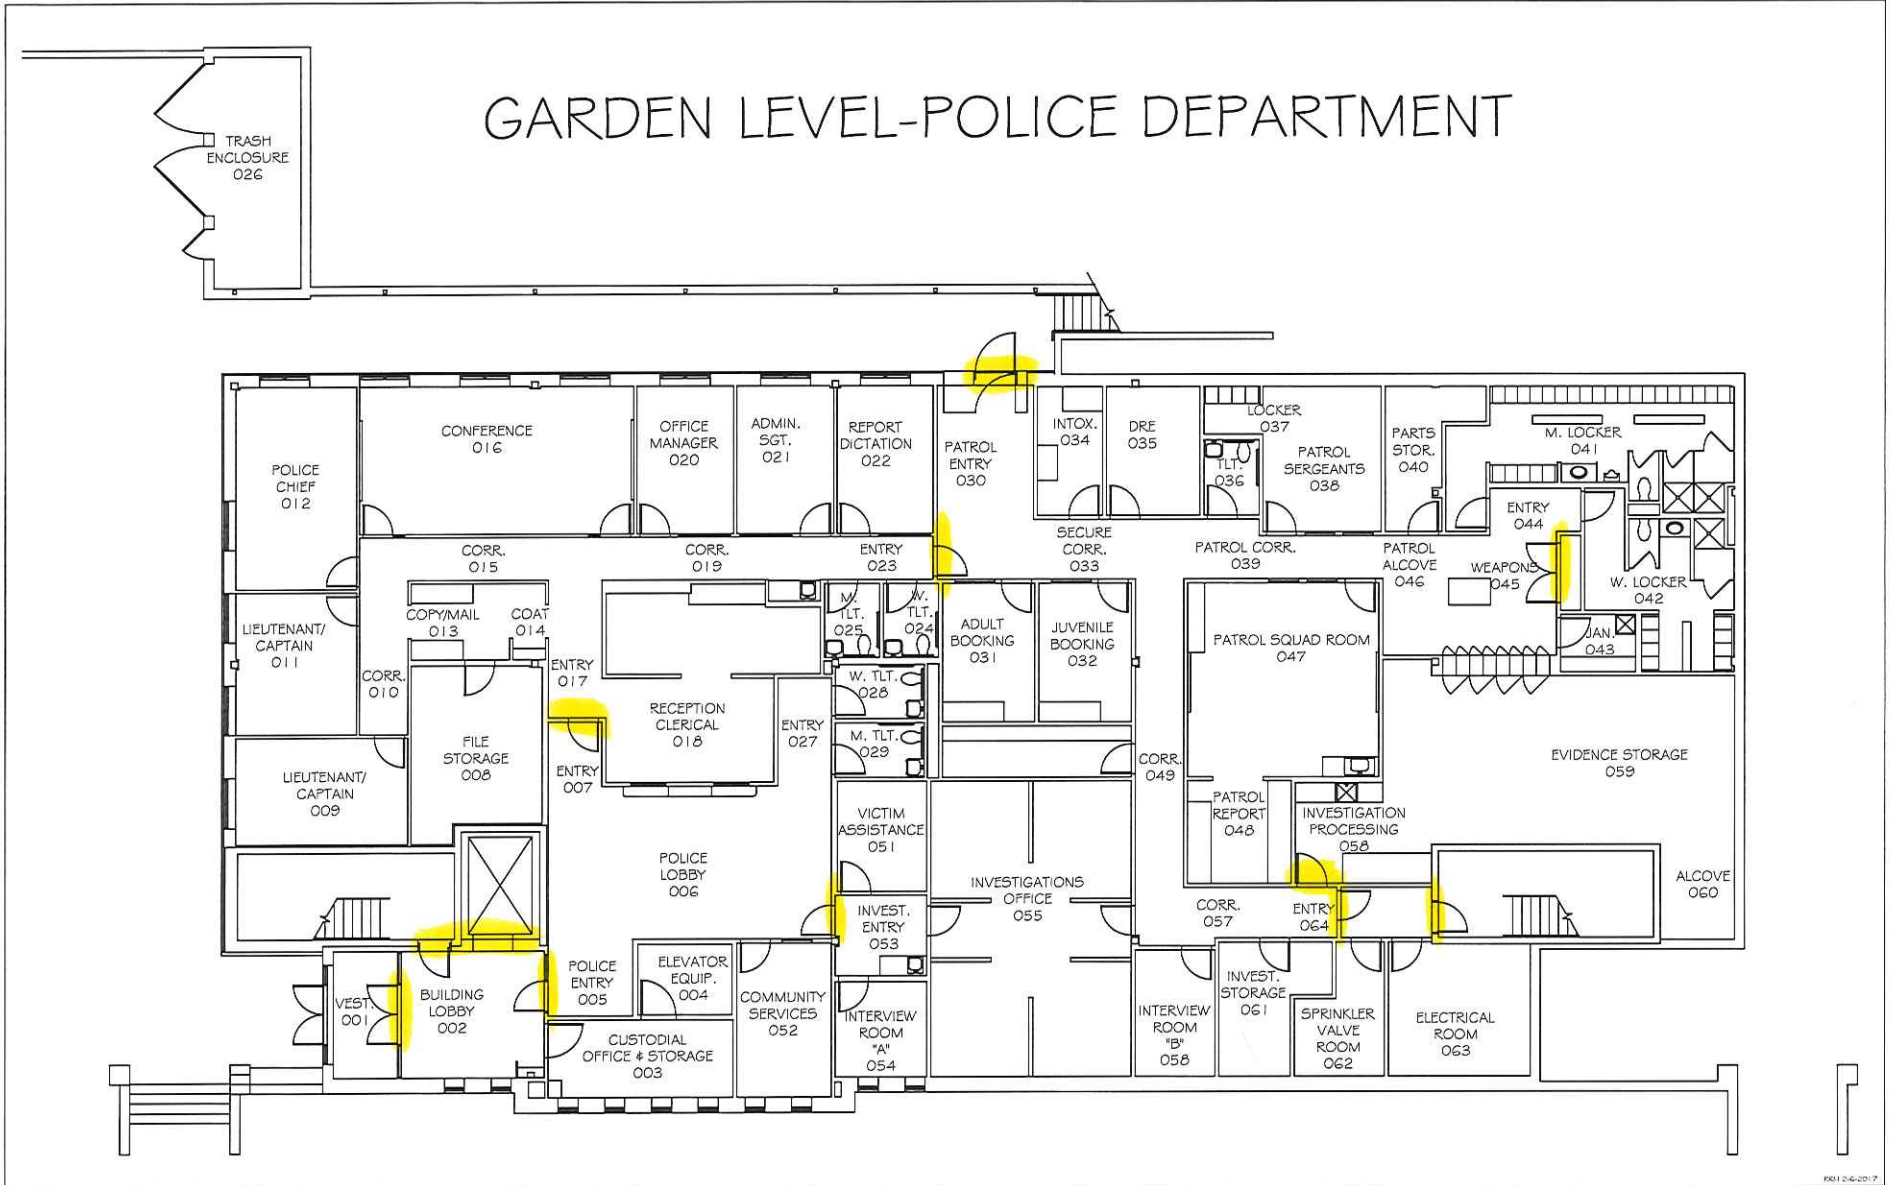 GARDEN LEVEL-POLICE DEPARTMENT
TRASH
ENCLOSURE
026
POLICE
CHIEF
012
CONFERENCE
016
OFFICE
MANAGER
020
ADMIN.
SGT.
021
REPORT
DICTATION
022
PATROL
ENTRY
030
INTOX.
034
DRE
035
LOCKER
037
TLT.
036
PATROL
SERGEANTS
038
PARTS
STOR.
040
M. LOCKER
041
ENTRY
044
CORR.
015
CORR.
019
ENTRY
023
SECURE
CORR.
033
PATROL CORR.
039
PATROL
ALCOVE
046
WEAPONS
045
W. LOCKER
042
JAN.
043
LIEUTENANT/
CAPTAIN
011
COPY/MAIL
013
COAT
014
M.
TLT.
025
W.
TLT.
024
ADULT
BOOKING
031
JUVENILE
BOOKING
032
PATROL SQUAD ROOM
047
CORR.
010
ENTRY
017
RECEPTION
CLERICAL
018
ENTRY
027
W. TLT.
028
M. TLT.
029
FILE
STORAGE
008
ENTRY
007
LIEUTENANT/
CAPTAIN
009
CORR.
049
EVIDENCE STORAGE
059
PATROL
REPORT
048
INVESTIGATION
PROCESSING
058
VICTIM
ASSISTANCE
051
POLICE
LOBBY
006
INVESTIGATIONS
OFFICE
055
ALCOVE
060
INVEST.
ENTRY
053
CORR.
057
ENTRY
064
VEST.
001
BUILDING
LOBBY
002
POLICE
ENTRY
005
ELEVATOR
EQUIP.
004
COMMUNITY
SERVICES
052
CUSTODIAL
OFFICE & STORAGE
003
INTERVIEW
ROOM
"A"
054
INTERVIEW
ROOM
"B"
058
INVEST.
STORAGE
061
SPRINKLER
VALVE
ROOM
062
ELECTRICAL
ROOM
063